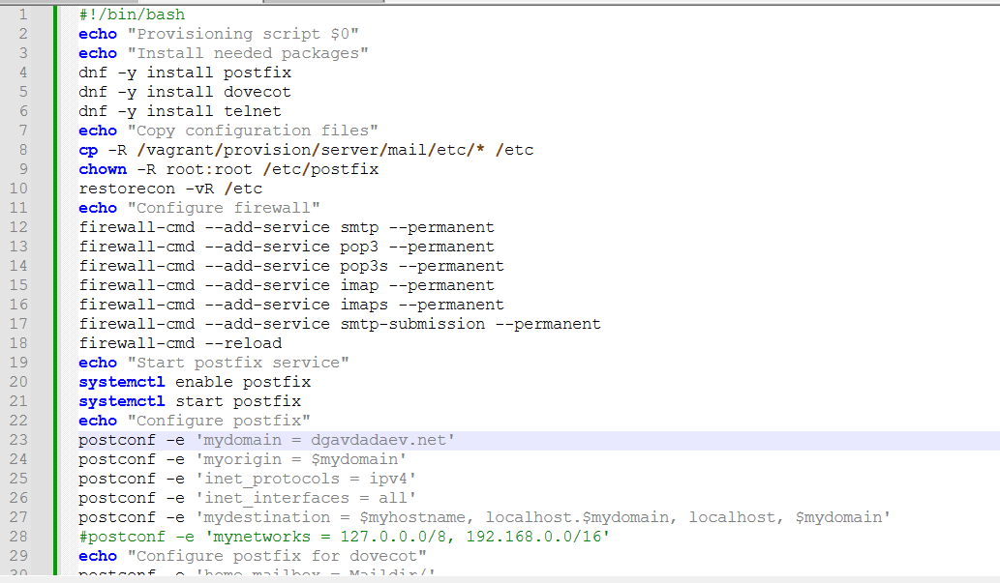 1 #!/bin/bash
2 echo "Provisioning script $0"
3 echo "Install needed packages"
4 dnf -y install postfix
5 dnf -y install dovecot
6 dnf -y install telnet
7 echo "Copy configuration files"
8 cp -R /vagrant/provision/server/mail/etc/* /etc
9 chown -R root:root /etc/postfix
10 restorecon -vR /etc
11 echo "Configure firewall"
12 firewall-cmd --add-service smtp --permanent
13 firewall-cmd --add-service pop3 --permanent
14 firewall-cmd --add-service pop3s --permanent
15 firewall-cmd --add-service imap --permanent
16 firewall-cmd --add-service imaps --permanent
17 firewall-cmd --add-service smtp-submission --permanent
18 firewall-cmd --reload
19 echo "Start postfix service"
20 systemctl enable postfix
21 systemctl start postfix
22 echo "Configure postfix"
23 postconf -e 'mydomain = dgavdadaev.net'
24 postconf -e 'myorigin = $mydomain'
25 postconf -e 'inet_protocols = ipv4'
26 postconf -e 'inet_interfaces = all'
27 postconf -e 'mydestination = $myhostname, localhost.$mydomain, localhost, $mydomain'
28 #postconf -e 'mynetworks = 127.0.0.0/8, 192.168.0.0/16'
29 echo "Configure postfix for dovecot"
30 postconf -e 'home_mailbox = Maildir/'